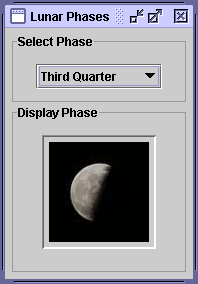 Lunar Phases
Select Phase
Third Quarter
Display Phase